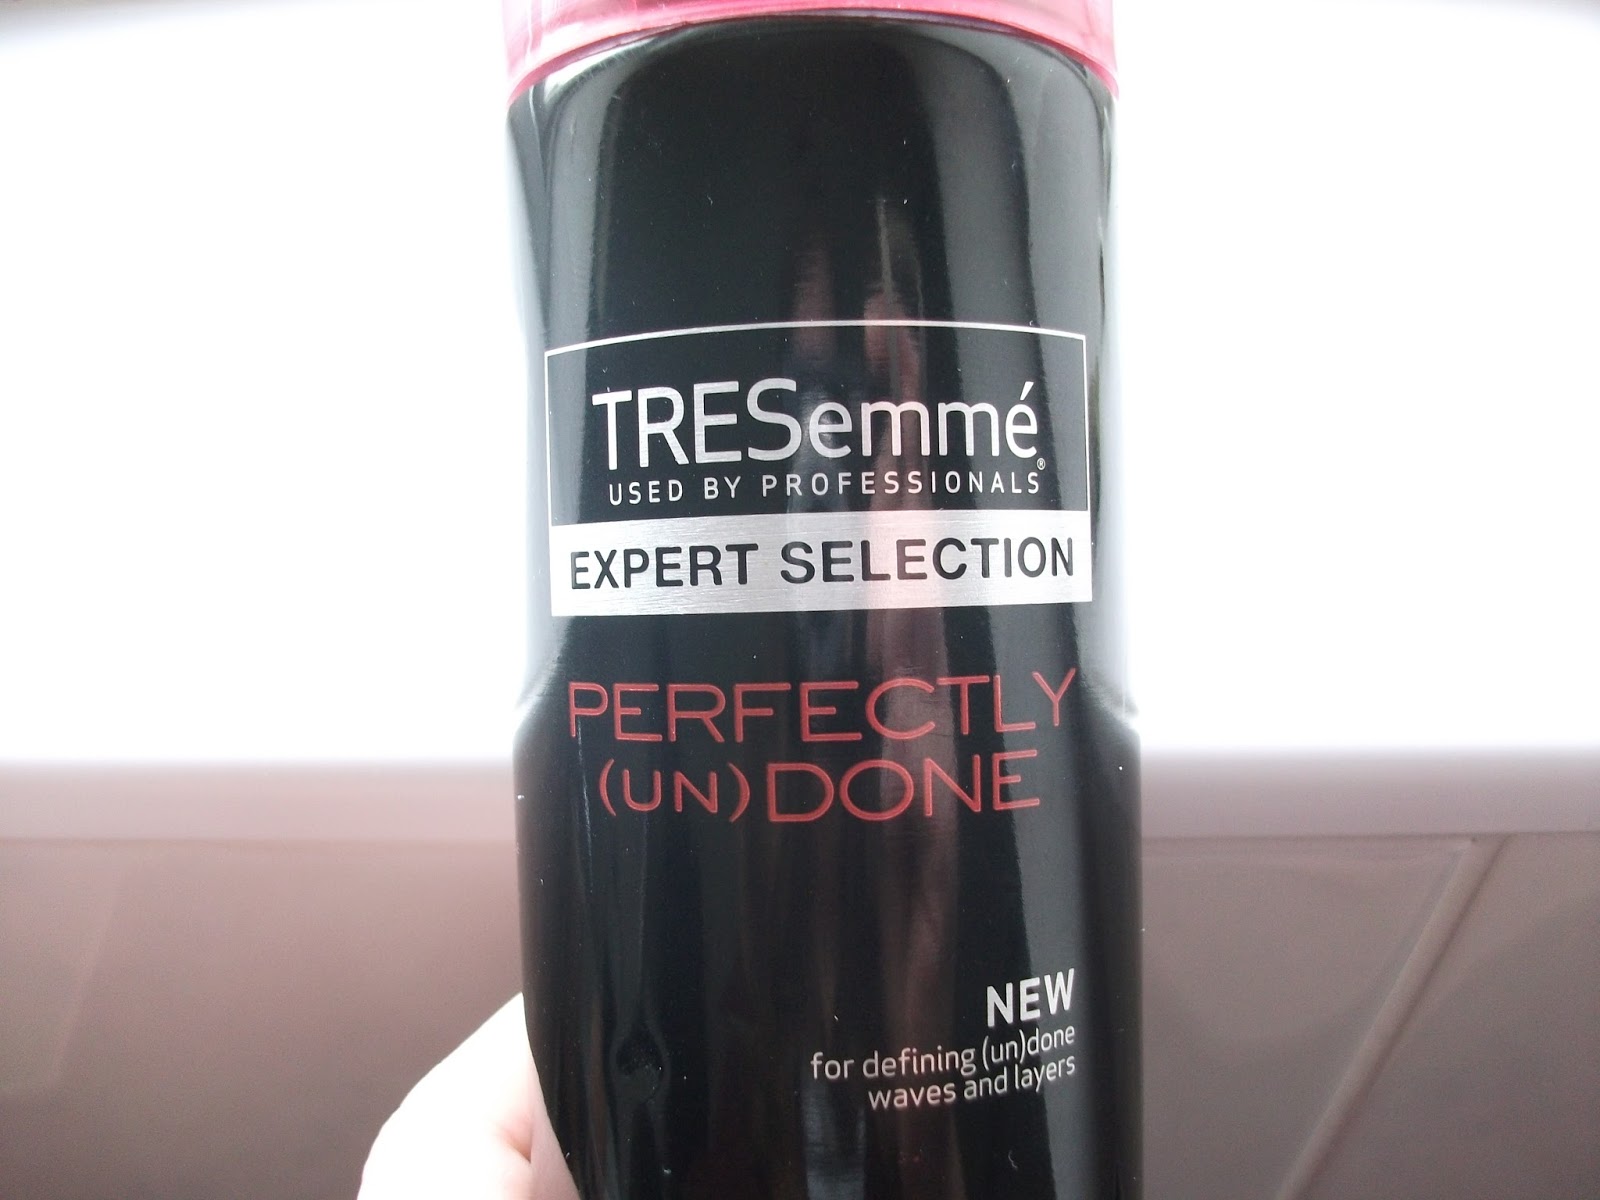 TRESemmé®
USED BY PROFESSIONALS
EXPERT SELECTION
PERFECTLY
(UN)DONE
NEW
for defining (un)done
waves and layers